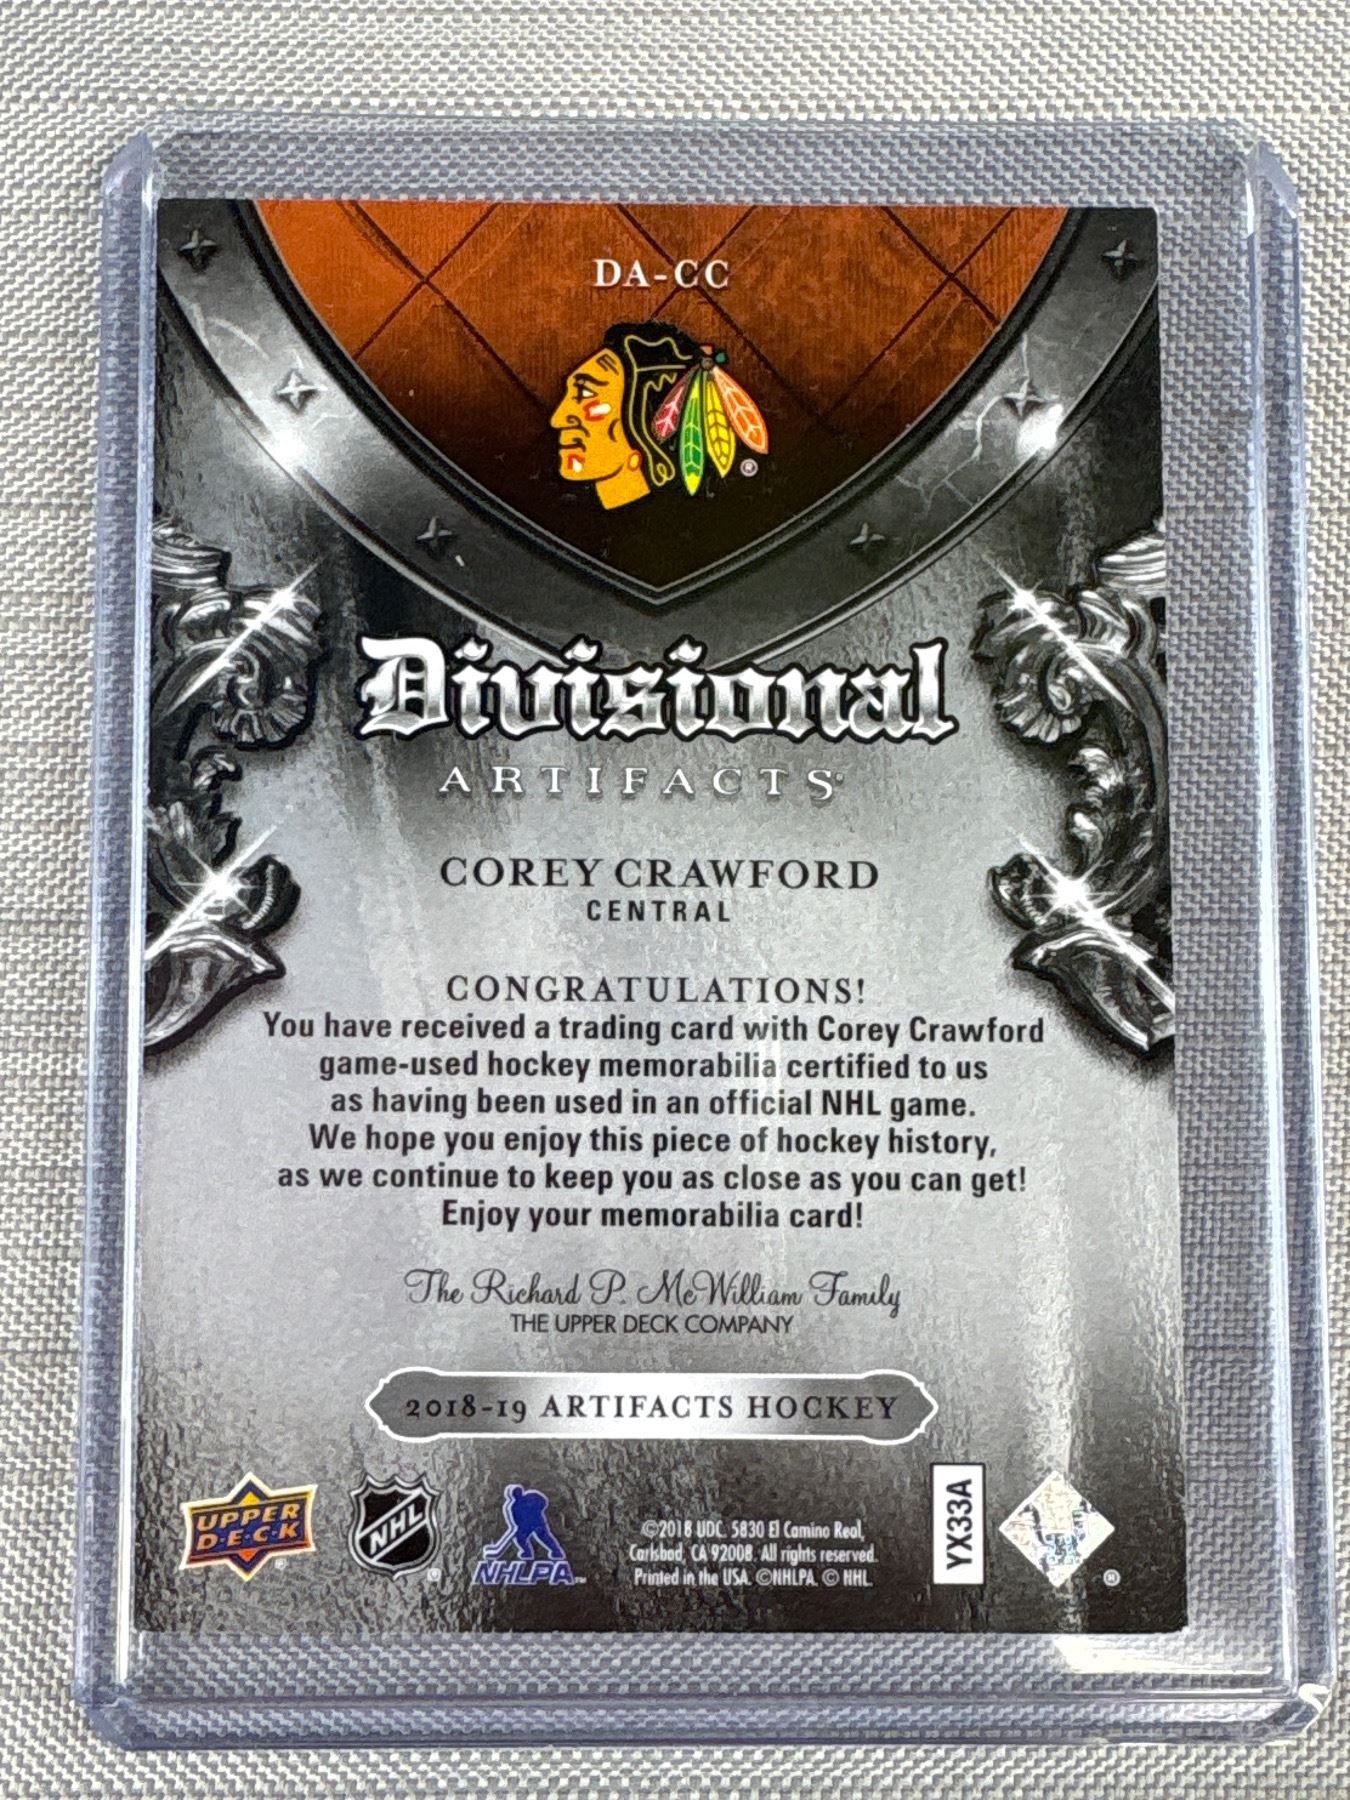 DA-CC
®
Divisional
ARTIFACTS
COREY CRAWFORD
CENTRAL
CONGRATULATIONS!
You have received a trading card with Corey Crawford
game-used hockey memorabilia certified to us
as having been used in an official NHL game.
We hope you enjoy this piece of hockey history,
as we continue to keep you as close as you can get!
Enjoy your memorabilia card!
The Richard P. McWilliam Family
THE UPPER DECK COMPANY
2018-19 ARTIFACTS HOCKEY
UPPER
D·E·C·K
®
NHL
®
NHLPA
©2018 UDC. 5830 El Camino Real,
Carlsbad, CA 92008. All rights reserved.
Printed in the USA. ©NHLPA. © NHL.
YX33A
®